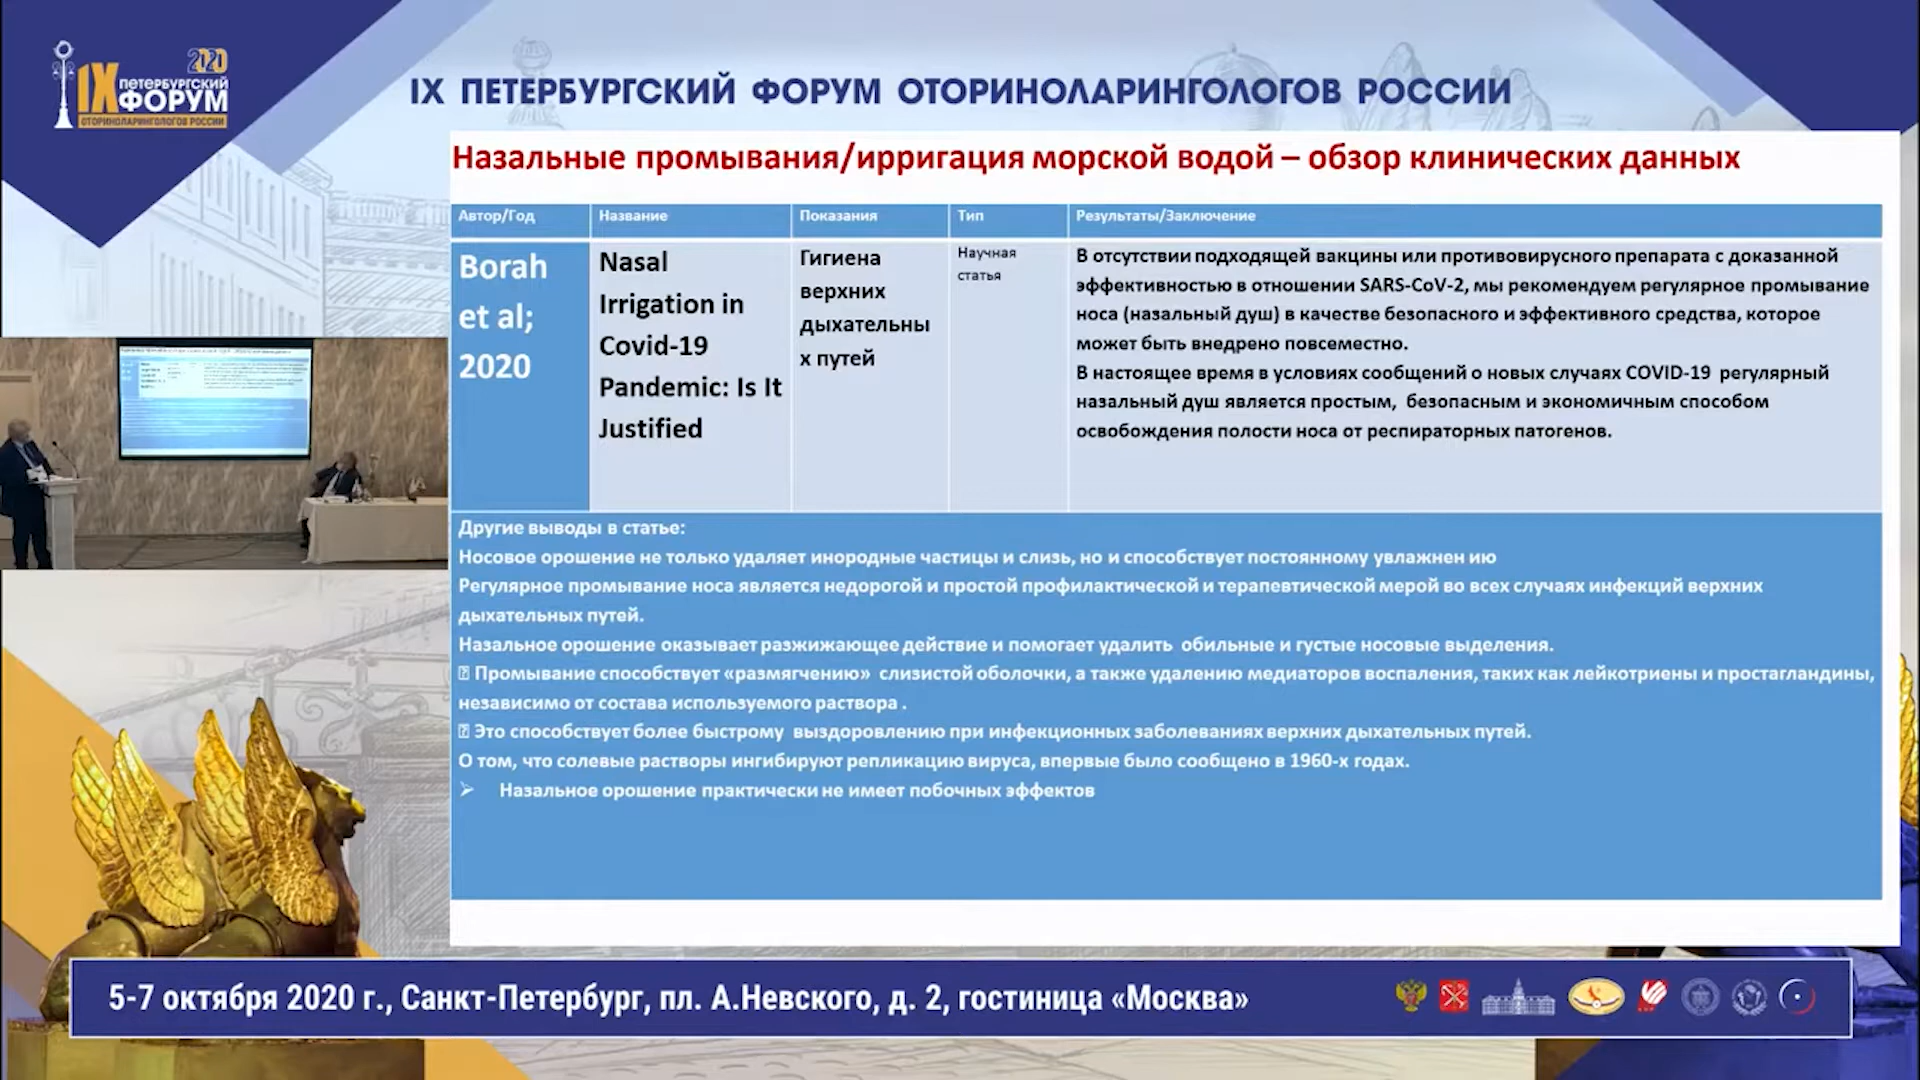 2020
IX ПЕТЕРБУРГСКИЙ
ФОРУМ
ОТОРИНОЛАРИНГОЛОГОВ РОССИИ
IX ПЕТЕРБУРГСКИЙ ФОРУМ ОТОРИНОЛАРИНГОЛОГОВ РОССИИ
Назальные промывания/ирригация морской водой – обзор клинических данных
Автор/Год Название Показания Тип Результаты/Заключение
Borah
et al;
2020
Nasal
Irrigation in
Covid-19
Pandemic: Is It
Justified
Гигиена
верхних
дыхательны
х путей
Научная
статья
В отсутствии подходящей вакцины или противовирусного препарата с доказанной
эффективностью в отношении SARS-CoV-2, мы рекомендуем регулярное промывание
носа (назальный душ) в качестве безопасного и эффективного средства, которое
может быть внедрено повсеместно.
В настоящее время в условиях сообщений о новых случаях COVID-19 регулярный
назальный душ является простым, безопасным и экономичным способом
освобождения полости носа от респираторных патогенов.
Другие выводы в статье:
Носовое орошение не только удаляет инородные частицы и слизь, но и способствует постоянному увлажнен ию
Регулярное промывание носа является недорогой и простой профилактической и терапевтической мерой во всех случаях инфекций верхних
дыхательных путей.
Назальное орошение оказывает разжижающее действие и помогает удалить обильные и густые носовые выделения.
Промывание способствует «размягчению» слизистой оболочки, а также удалению медиаторов воспаления, таких как лейкотриены и простагландины,
независимо от состава используемого раствора .
Это способствует более быстрому выздоровлению при инфекционных заболеваниях верхних дыхательных путей.
О том, что солевые растворы ингибируют репликацию вируса, впервые было сообщено в 1960-х годах.
➢ Назальное орошение практически не имеет побочных эффектов
5-7 октября 2020 г., Санкт-Петербург, пл. А.Невского, д. 2, гостиница «Москва»